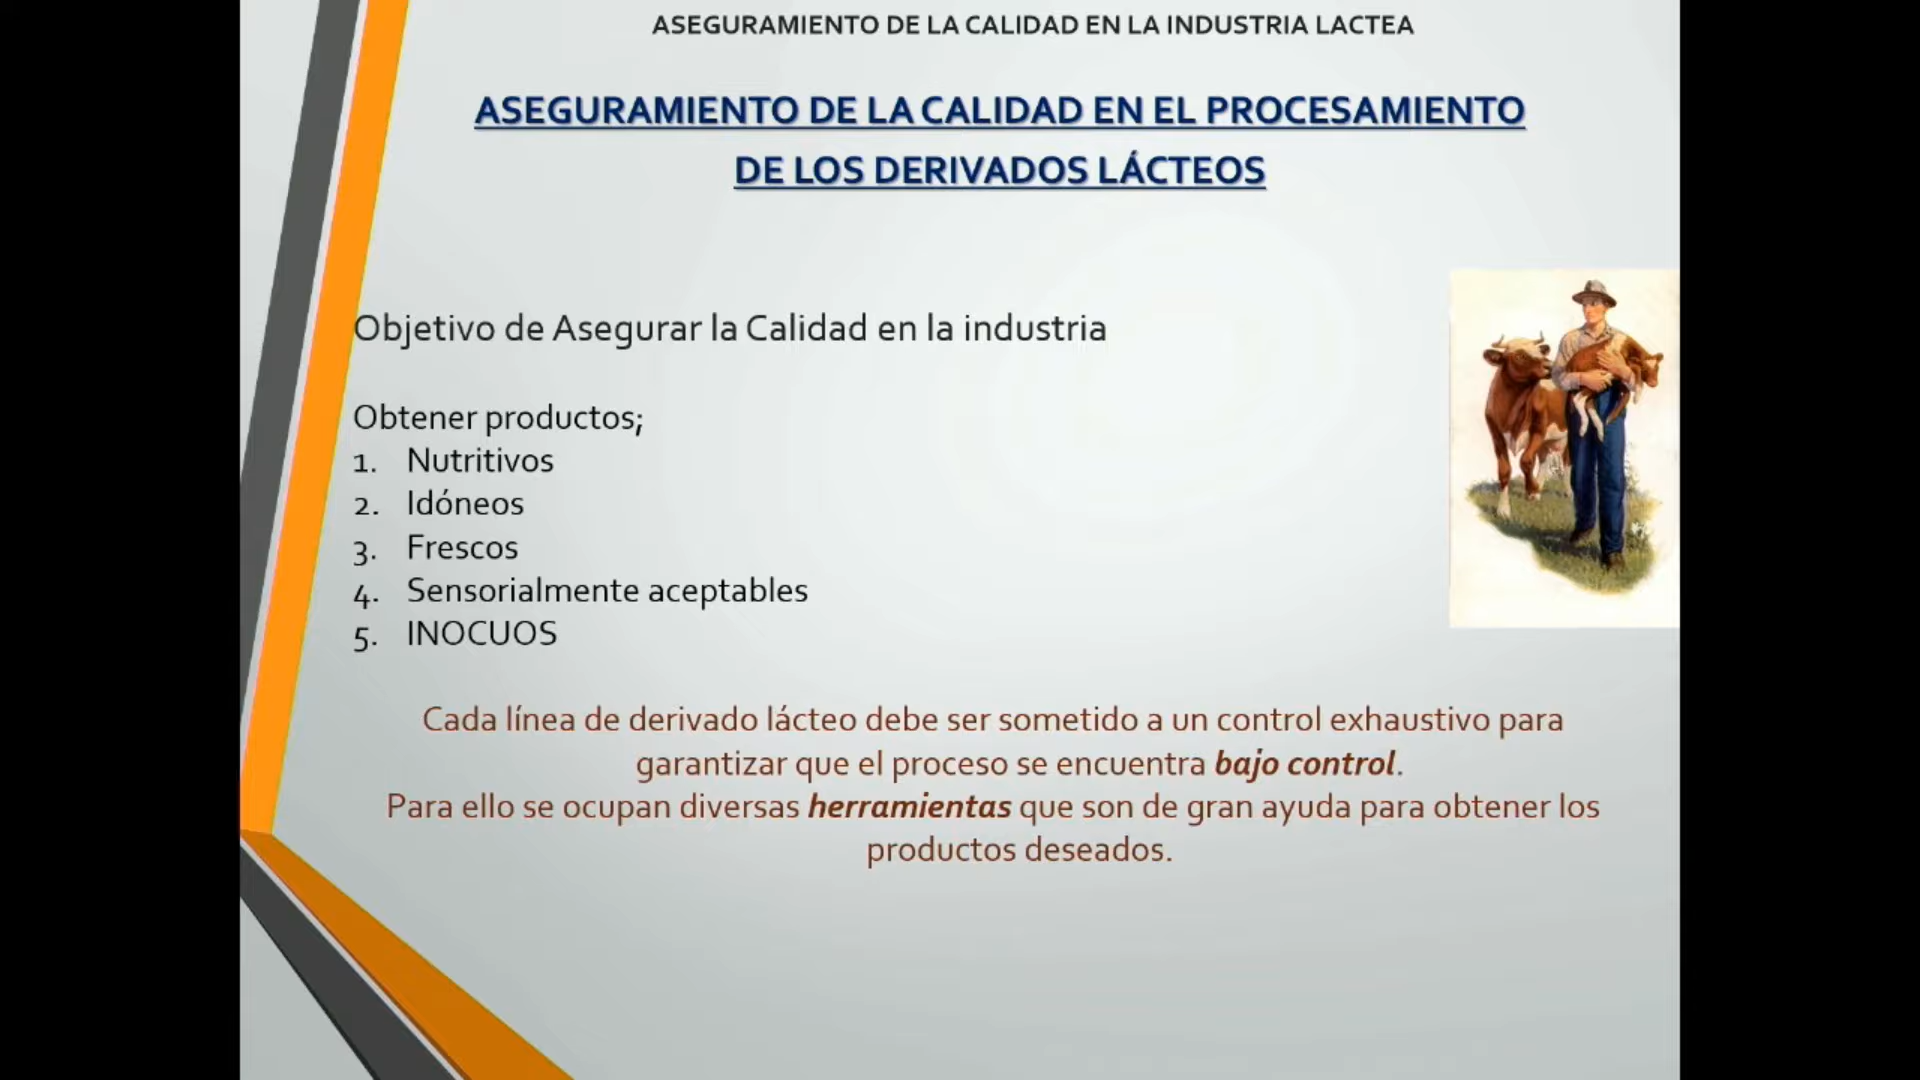 ASEGURAMIENTO DE LA CALIDAD EN LA INDUSTRIA LACTEA
ASEGURAMIENTO DE LA CALIDAD EN EL PROCESAMIENTO
DE LOS DERIVADOS LÁCTEOS
Objetivo de Asegurar la Calidad en la industria
Obtener productos;
1. Nutritivos
2. Idóneos
3. Frescos
4. Sensorialmente aceptables
5. INOCUOS
Cada línea de derivado lácteo debe ser sometido a un control exhaustivo para
garantizar que el proceso se encuentra bajo control.
Para ello se ocupan diversas herramientas que son de gran ayuda para obtener los
productos deseados.